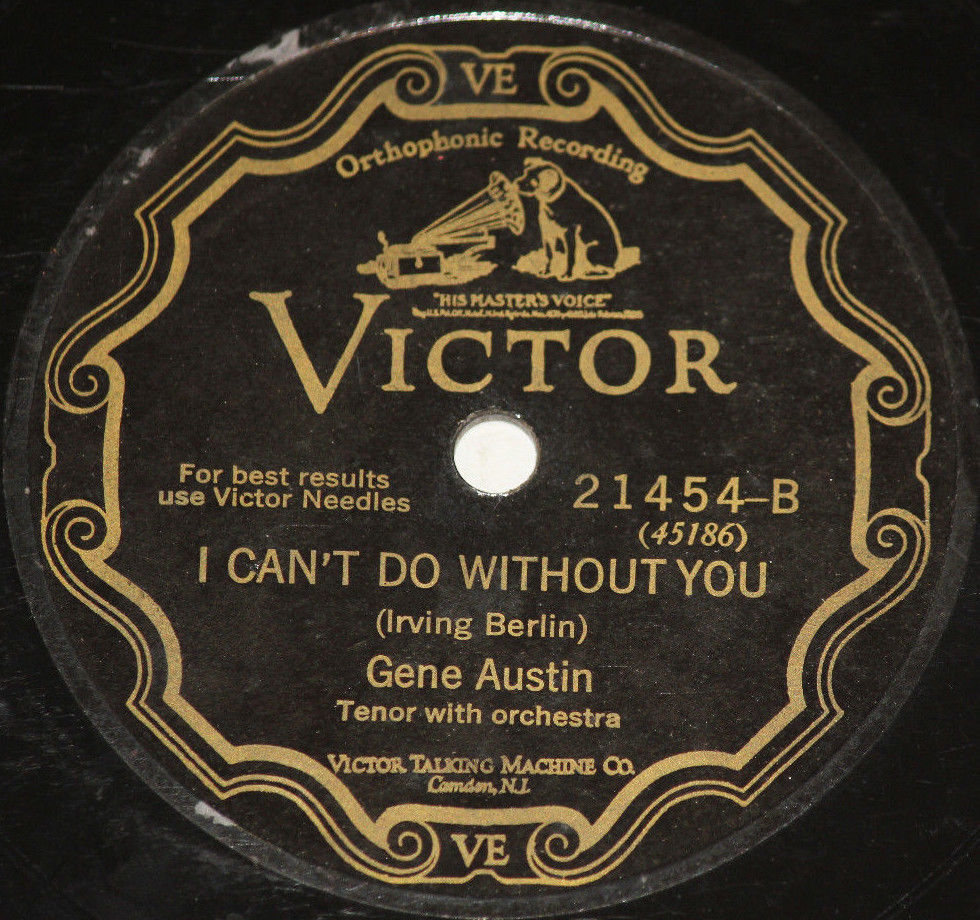 VE
Orthophonic Recording
"HIS MASTER'S VOICE"
VICTOR
For best results
use Victor Needles
21454-B
(45186)
I CAN'T DO WITHOUT YOU
(Irving Berlin)
Gene Austin
Tenor with orchestra
VICTOR TALKING MACHINE CO.
Camden, N.J.
VE